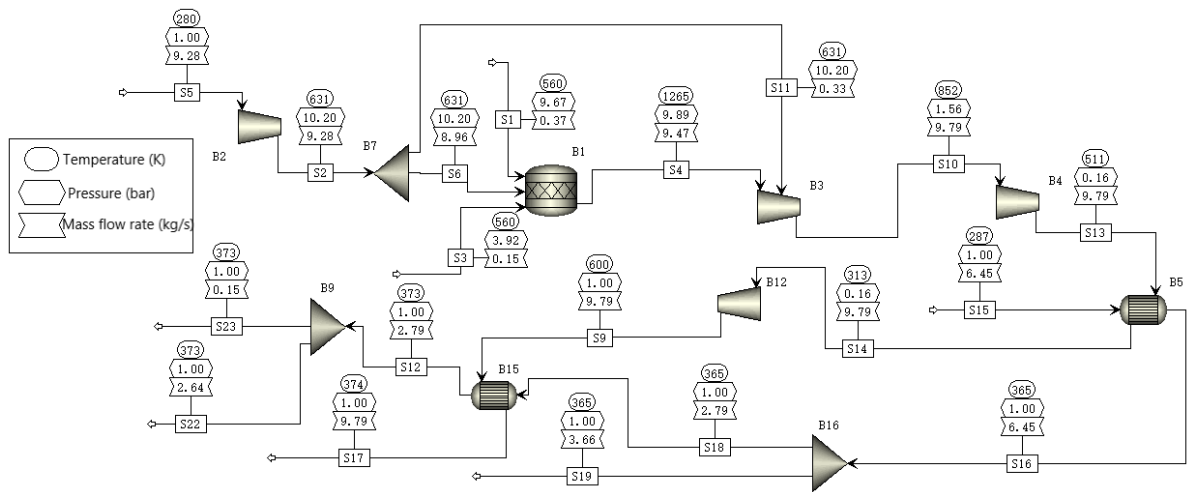 280
1.00
9.28
S5
B2
631
10.20
9.28
S2
B7
631
10.20
8.96
S6
560
9.67
0.37
S1
B1
560
3.92
0.15
S3
1265
9.89
9.47
S4
631
10.20
0.33
S11
B3
852
1.56
9.79
S10
B4
511
0.16
9.79
S13
Temperature (K)
Pressure (bar)
Mass flow rate (kg/s)
287
1.00
6.45
S15
B5
313
0.16
9.79
S14
B12
600
1.00
9.79
S9
373
1.00
2.79
S12
B9
373
1.00
0.15
S23
373
1.00
2.64
S22
B15
374
1.00
9.79
S17
365
1.00
3.66
S19
365
1.00
2.79
S18
B16
365
1.00
6.45
S16